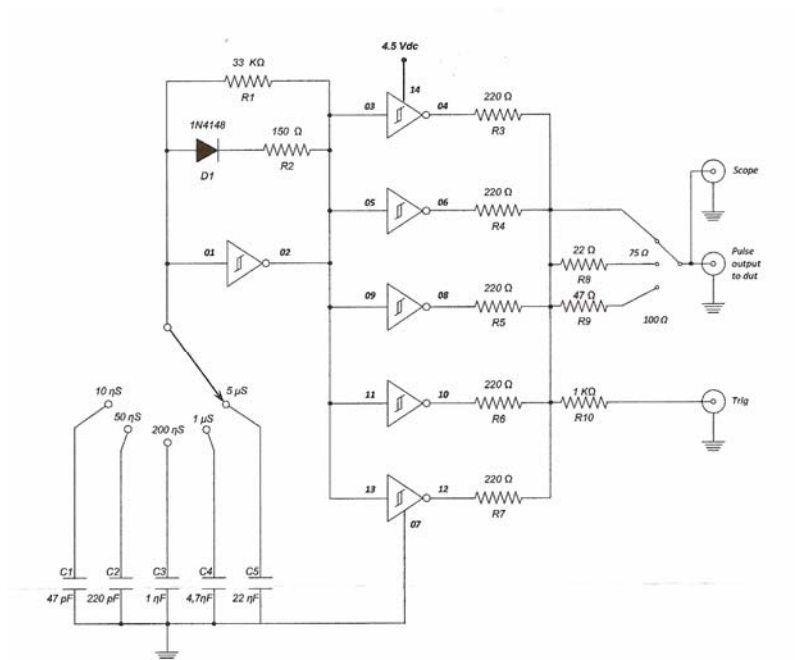 4.5 Vdc
33 KΩ
R1
14
03
04
220 Ω
R3
1N4148
D1
150 Ω
R2
Scope
05
06
220 Ω
R4
01
02
75 Ω
22 Ω
R8
Pulse
output
to dut
09
08
220 Ω
R5
47 Ω
R9
100 Ω
10 ηS
50 ηS
200 ηS
1 µS
5 µS
11
10
220 Ω
R6
1 KΩ
R10
Trig
13
12
220 Ω
R7
07
C1
47 pF
C2
220 pF
C3
1 ηF
C4
4,7ηF
C5
22 ηF